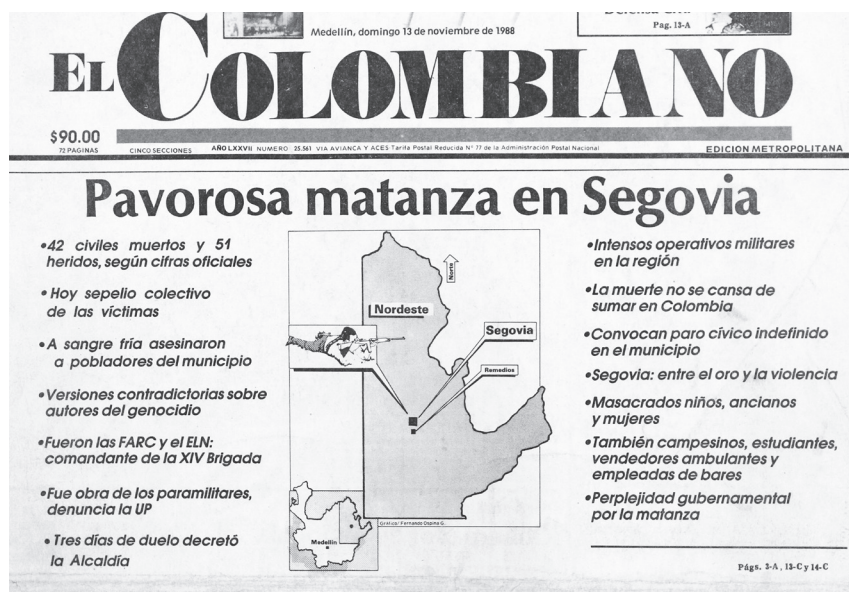 Pag. 13-A
Medellín, domingo 13 de noviembre de 1988
EL COLOMBIANO
$90.00
72 PAGINAS
CINCO SECCIONES
AÑO LXXVII NUMERO 25.561 VIA AVIANCA Y ACES Tarifa Postal Reducida Nº 77 de la Administración Postal Nacional
EDICION METROPOLITANA
Pavorosa matanza en Segovia
•42 civiles muertos y 51
heridos, según cifras oficiales
• Hoy sepelio colectivo
de las víctimas
•A sangre fría asesinaron
a pobladores del municipio
•Versiones contradictorias sobre
autores del genocidio
•Fueron las FARC y el ELN:
comandante de la XIV Brigada
•Fue obra de los paramilitares,
denuncia la UP
• Tres días de duelo decretó
la Alcaldía
Norte
Nordeste
Segovia
Remedios
Medellín
Gráfica/ Fernando Ospina G.
•Intensos operativos militares
en la región
•La muerte no se cansa de
sumar en Colombia
•Convocan paro cívico indefinido
en el municipio
•Segovia: entre el oro y la violencia
•Masacrados niños, ancianos
y mujeres
•También campesinos, estudiantes,
vendedores ambulantes y
empleadas de bares
•Perplejidad gubernamental
por la matanza
Págs. 3-A, 13-C y 14-C